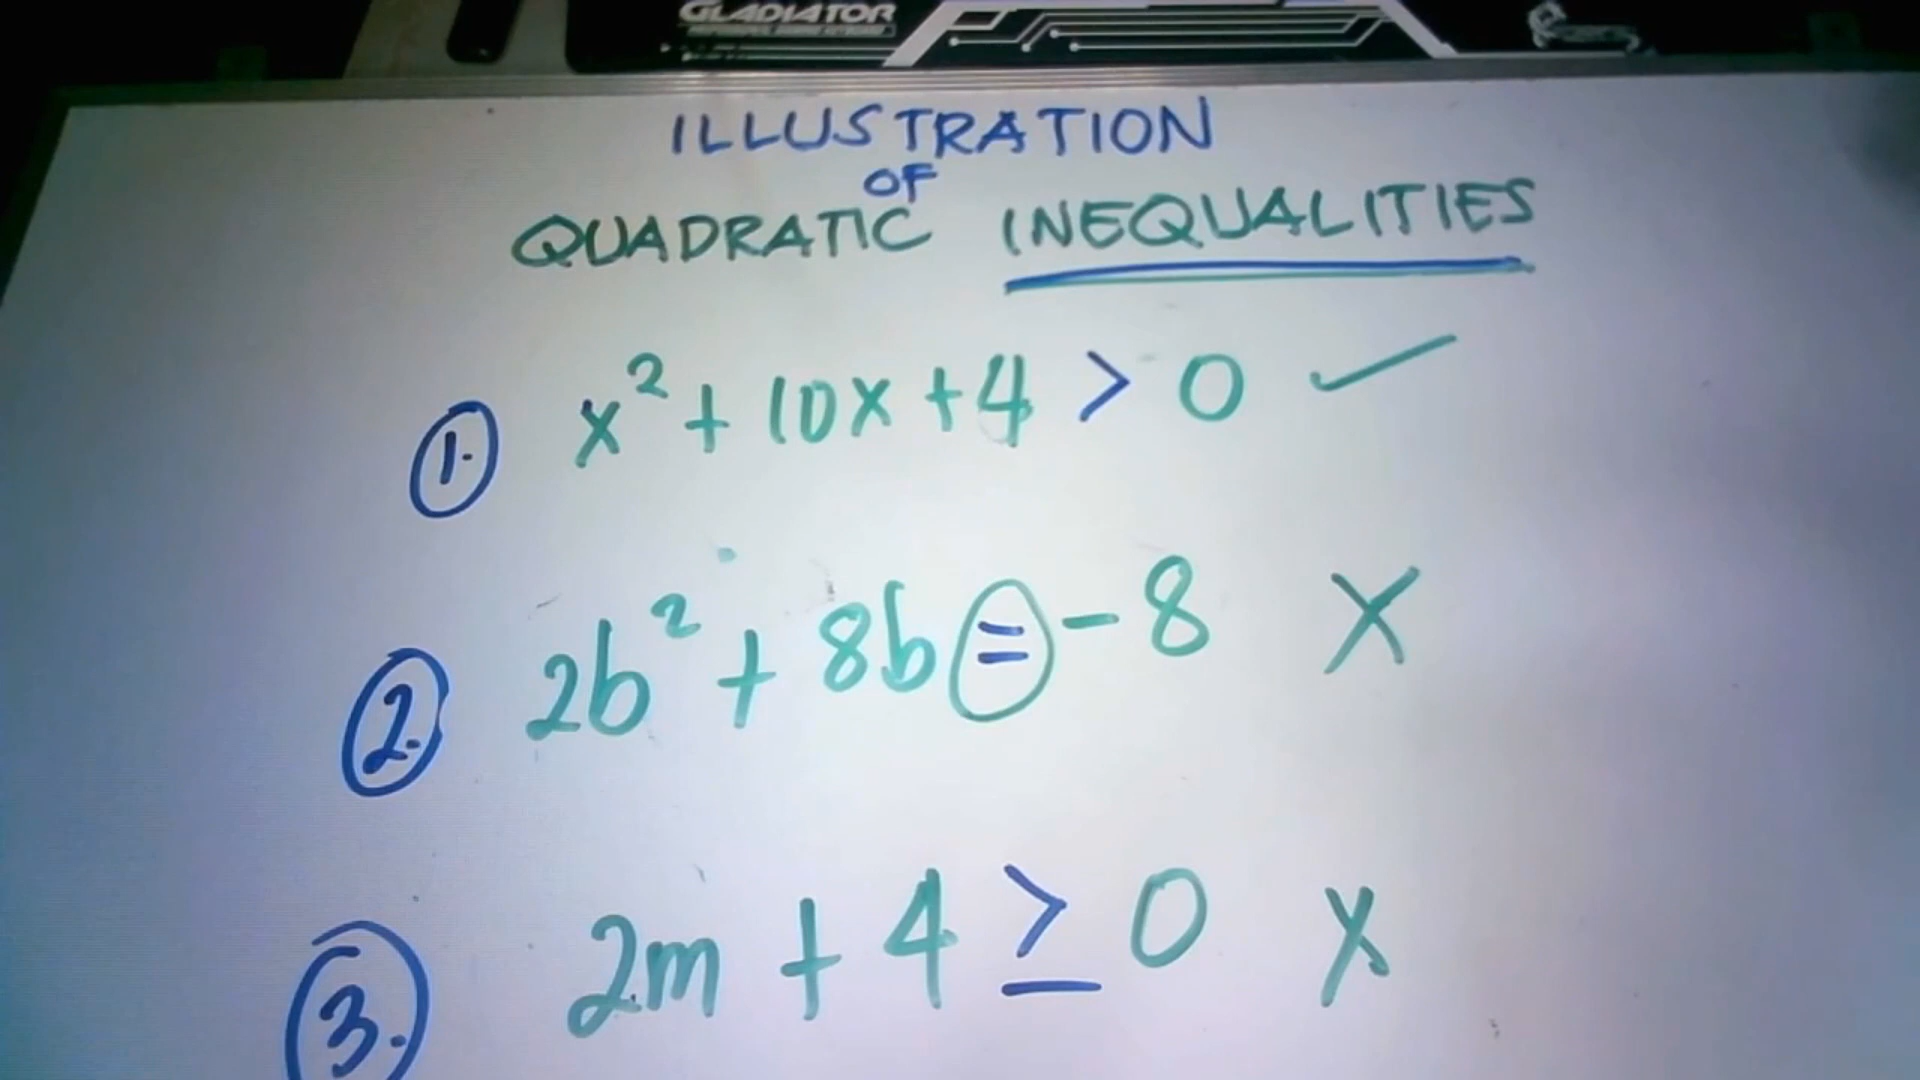 GLADIATOR
ILLUSTRATION
OF
QUADRATIC INEQUALITIES
1. x² + 10x + 4 > 0 ✓
2. 2b² + 8b = -8 X
3. 2m + 4 ≥ 0 X